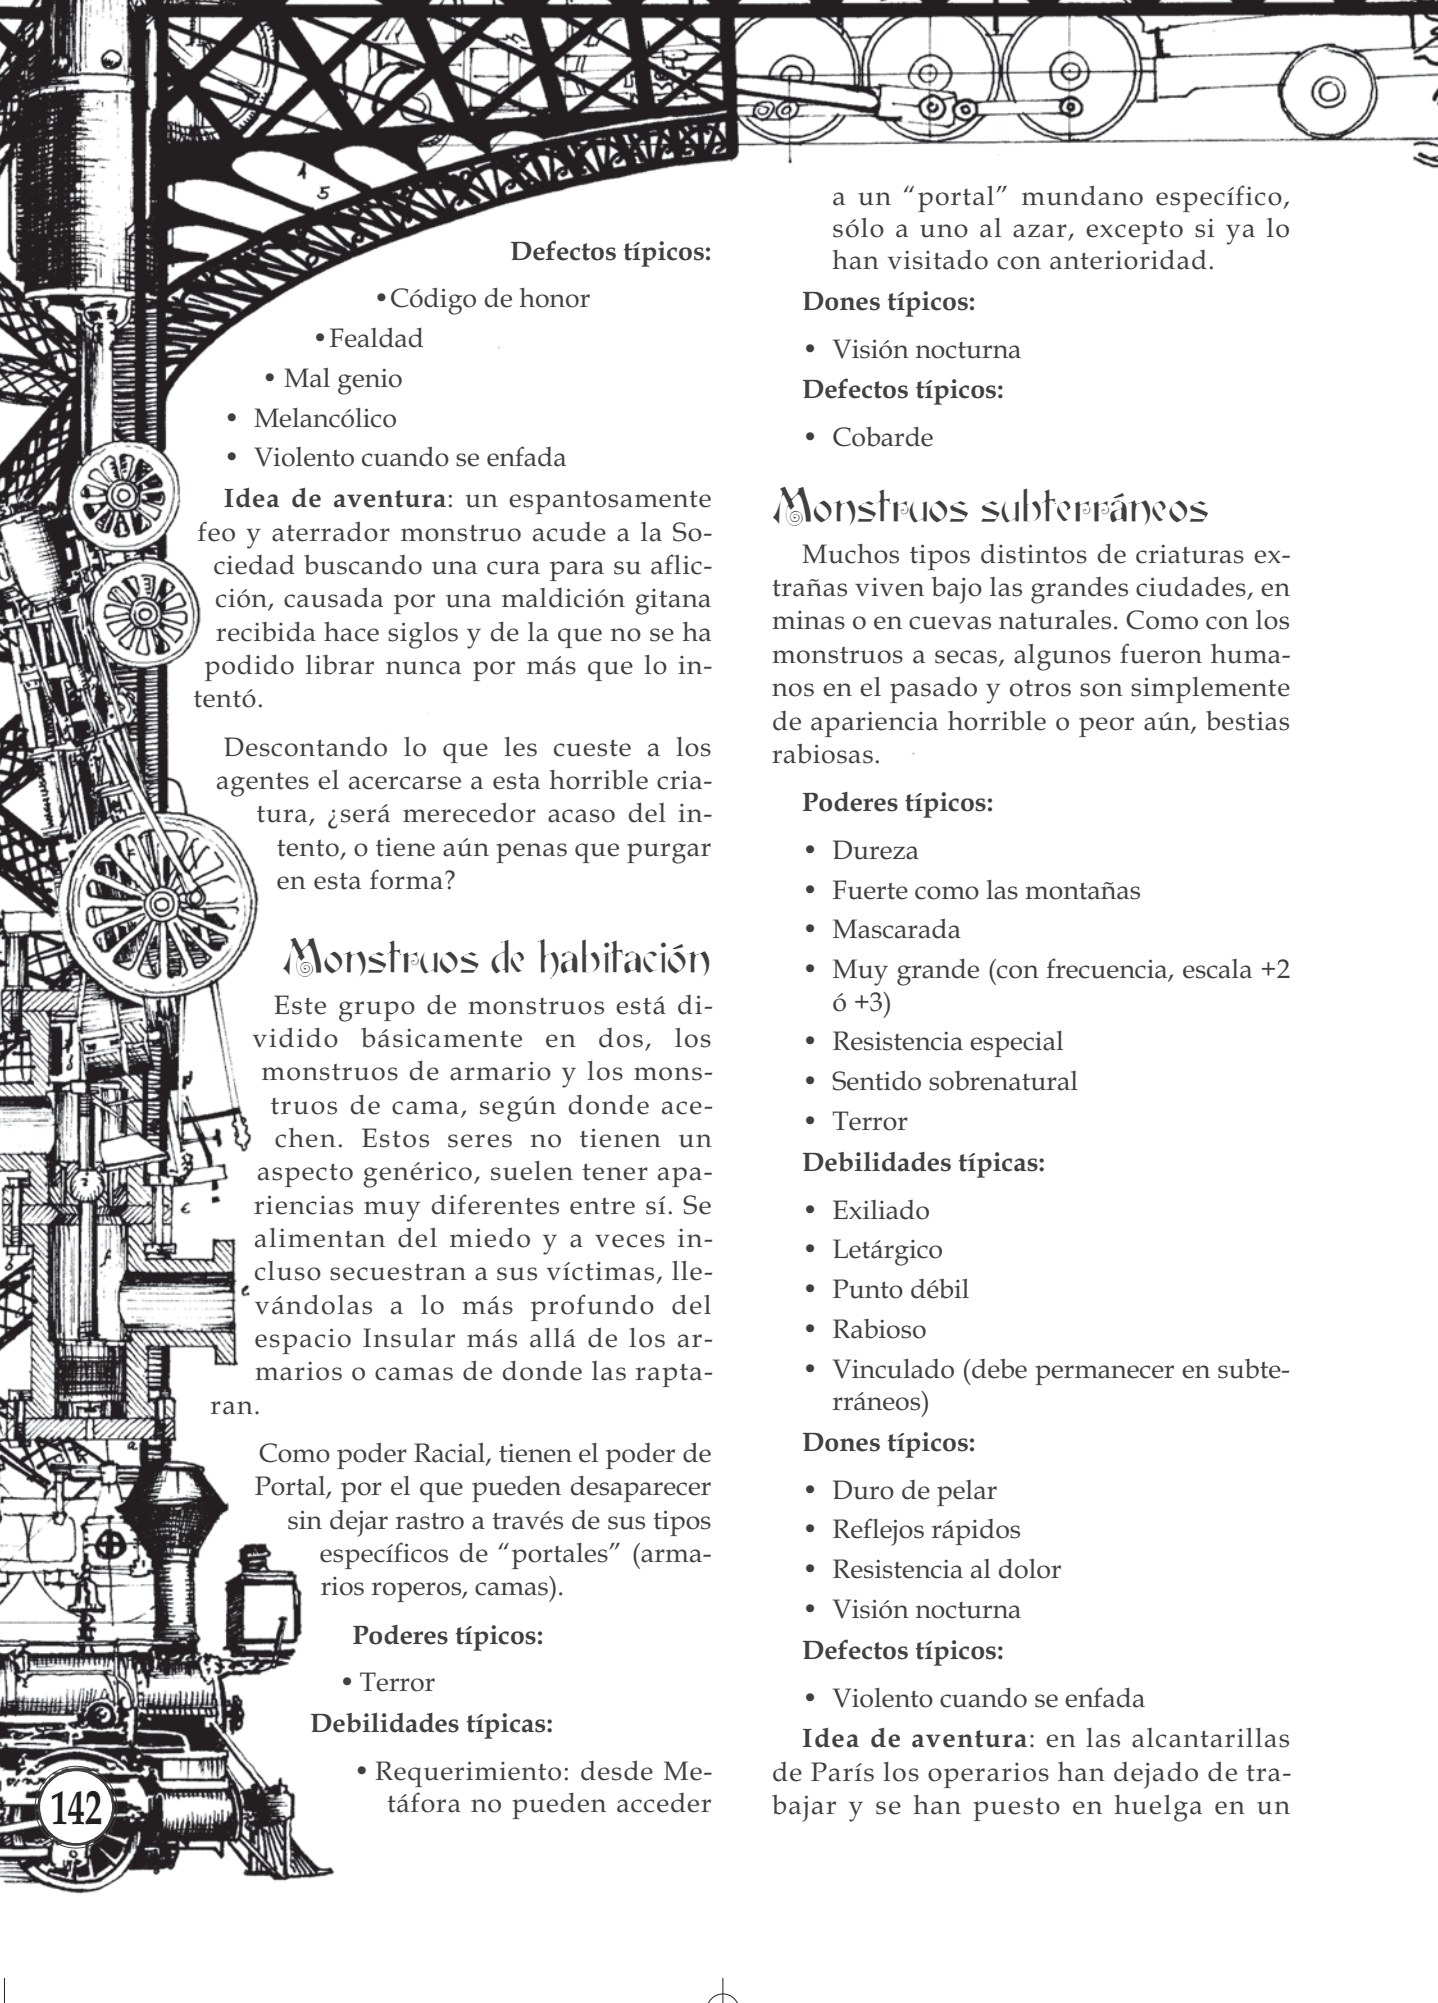 Defectos típicos:
•Código de honor
•Fealdad
• Mal genio
• Melancólico
• Violento cuando se enfada
Idea de aventura: un espantosamente
feo y aterrador monstruo acude a la So-
ciedad buscando una cura para su aflic-
ción, causada por una maldición gitana
recibida hace siglos y de la que no se ha
podido librar nunca por más que lo in-
tentó.
Descontando lo que les cueste a los
agentes el acercarse a esta horrible cria-
tura, ¿será merecedor acaso del in-
tento, o tiene aún penas que purgar
en esta forma?
Monstruos de habitación
Este grupo de monstruos está di-
vidido básicamente en dos, los
monstruos de armario y los mons-
truos de cama, según donde ace-
chen. Estos seres no tienen un
aspecto genérico, suelen tener apa-
riencias muy diferentes entre sí. Se
alimentan del miedo y a veces in-
cluso secuestran a sus víctimas, lle-
vándolas a lo más profundo del
espacio Insular más allá de los ar-
marios o camas de donde las rapta-
ran.
Como poder Racial, tienen el poder de
Portal, por el que pueden desaparecer
sin dejar rastro a través de sus tipos
específicos de “portales” (arma-
rios roperos, camas).
Poderes típicos:
• Terror
Debilidades típicas:
• Requerimiento: desde Me-
táfora no pueden acceder
142
a un “portal” mundano específico,
sólo a uno al azar, excepto si ya lo
han visitado con anterioridad.
Dones típicos:
• Visión nocturna
Defectos típicos:
• Cobarde
Monstruos subterráneos
Muchos tipos distintos de criaturas ex-
trañas viven bajo las grandes ciudades, en
minas o en cuevas naturales. Como con los
monstruos a secas, algunos fueron huma-
nos en el pasado y otros son simplemente
de apariencia horrible o peor aún, bestias
rabiosas.
Poderes típicos:
• Dureza
• Fuerte como las montañas
• Mascarada
• Muy grande (con frecuencia, escala +2
ó +3)
• Resistencia especial
• Sentido sobrenatural
• Terror
Debilidades típicas:
• Exiliado
• Letárgico
• Punto débil
• Rabioso
• Vinculado (debe permanecer en subte-
rráneos)
Dones típicos:
• Duro de pelar
• Reflejos rápidos
• Resistencia al dolor
• Visión nocturna
Defectos típicos:
• Violento cuando se enfada
Idea de aventura: en las alcantarillas
de París los operarios han dejado de tra-
bajar y se han puesto en huelga en un